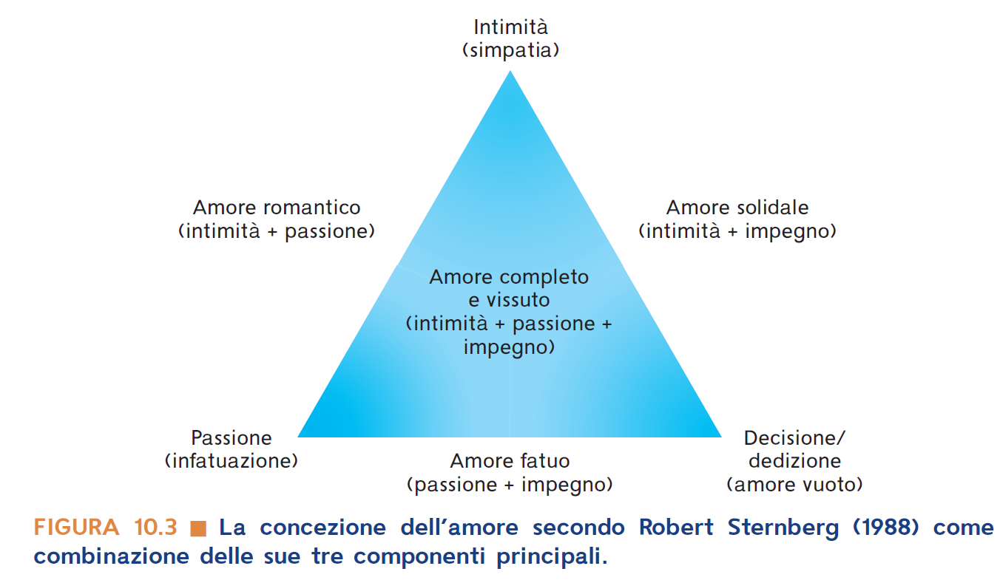 Intimità
(simpatia)
Amore romantico
(intimità + passione)
Amore solidale
(intimità + impegno)
Amore completo
e vissuto
(intimità + passione +
impegno)
Passione
(infatuazione)
Amore fatuo
(passione + impegno)
Decisione/
dedizione
(amore vuoto)
FIGURA 10.3 ■ La concezione dell’amore secondo Robert Sternberg (1988) come
combinazione delle sue tre componenti principali.